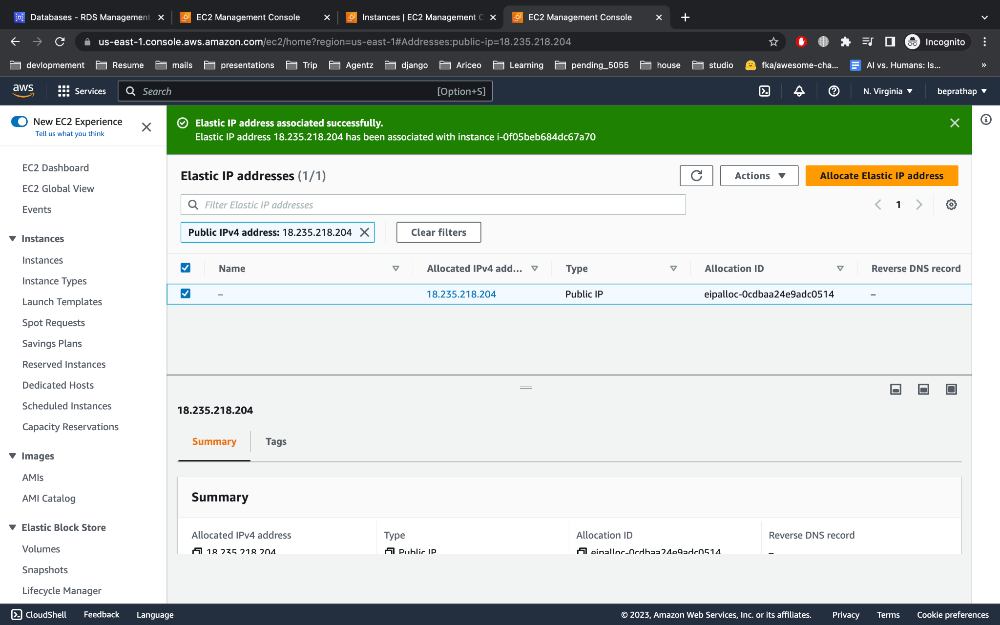 Databases - RDS Management
EC2 Management Console
Instances | EC2 Management C
EC2 Management Console
us-east-1.console.aws.amazon.com/ec2/home?region=us-east-1#Addresses:public-ip=18.235.218.204
Incognito
devlopmement
Resume
mails
presentations
Trip
Agentz
django
Ariceo
Learning
pending_5055
house
studio
fka/awesome-cha...
AI vs. Humans: Is...
»
aws
Services
Search
[Option+S]
N. Virginia
beprathap
New EC2 Experience
Tell us what you think
EC2 Dashboard
EC2 Global View
Events
Instances
Instances
Instance Types
Launch Templates
Spot Requests
Savings Plans
Reserved Instances
Dedicated Hosts
Scheduled Instances
Capacity Reservations
Images
AMIs
AMI Catalog
Elastic Block Store
Volumes
Snapshots
Lifecycle Manager
Elastic IP address associated successfully.
Elastic IP address 18.235.218.204 has been associated with instance i-0f05beb684dc67a70
Elastic IP addresses (1/1)
Actions
Allocate Elastic IP address
Filter Elastic IP addresses
1
Public IPv4 address: 18.235.218.204
Clear filters
Name
Allocated IPv4 add...
Type
Allocation ID
Reverse DNS record
–
18.235.218.204
Public IP
eipalloc-0cdbaa24e9adc0514
–
18.235.218.204
Summary
Tags
Summary
Allocated IPv4 address
Type
Allocation ID
Reverse DNS record
18.235.218.204
Public IP
eipalloc-0cdbaa24e9adc0514
–
CloudShell
Feedback
Language
© 2023, Amazon Web Services, Inc. or its affiliates.
Privacy
Terms
Cookie preferences